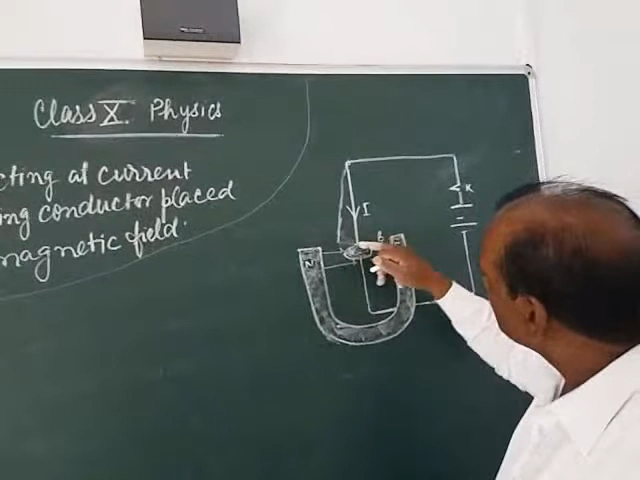 Class X. Physics
cting at current
ing conductor placed
magnetic field.
I
K
N